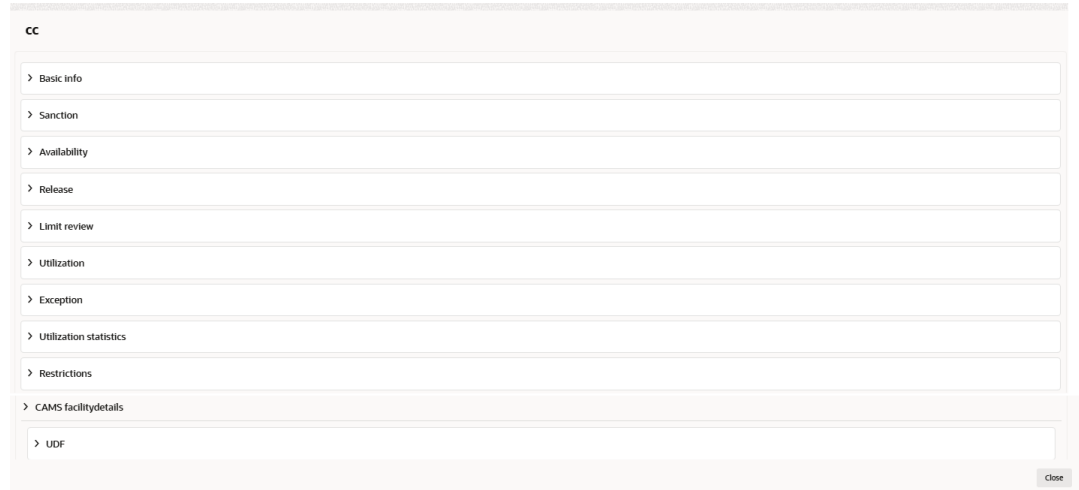 cc
Basic info
Sanction
Availability
Release
Limit review
Utilization
Exception
Utilization statistics
Restrictions
CAMS facilitydetails
UDF
Close